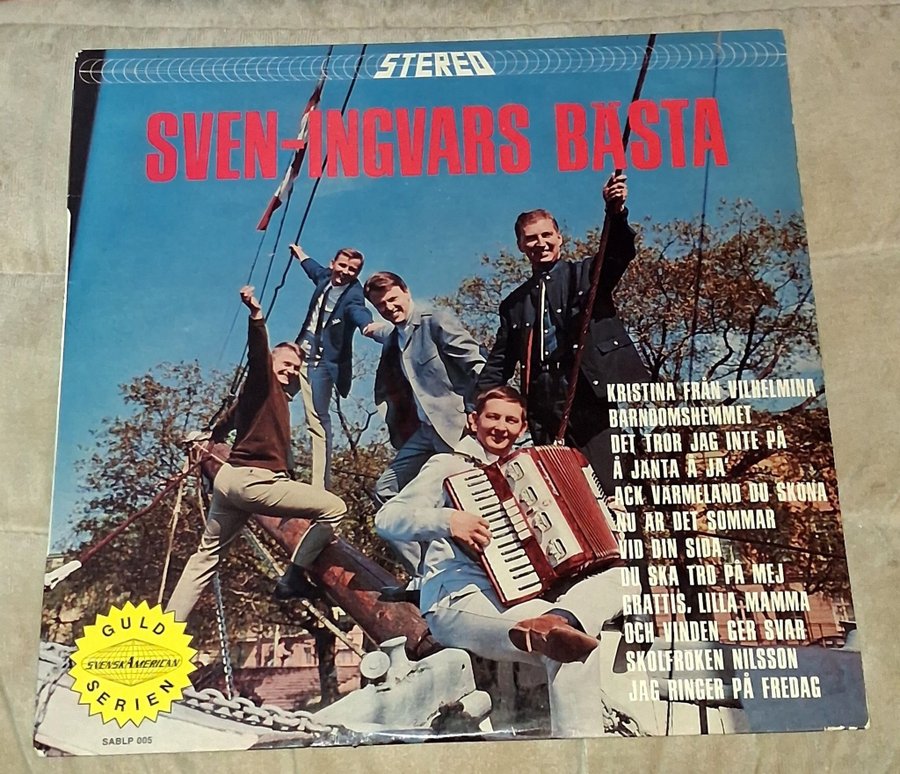 STEREO
SVEN-INGVARS BÄSTA
KRISTINA FRÅN VILHELMINA
BARNDOMSHEMMET
DET TROR JAG INTE PÅ
Å JÄNTA Å JA'
ACK VÄRMELAND DU SKÖNA
NU ÄR DET SOMMAR
VID DIN SIDA
DU SKA TRO PÅ MEJ
GRATTIS, LILLA MAMMA
OCH VINDEN GER SVAR
SKOLFRÖKEN NILSSON
JAG RINGER PÅ FREDAG
GULD
SVENSKAMERICAN
SERIEN
SABLP 005